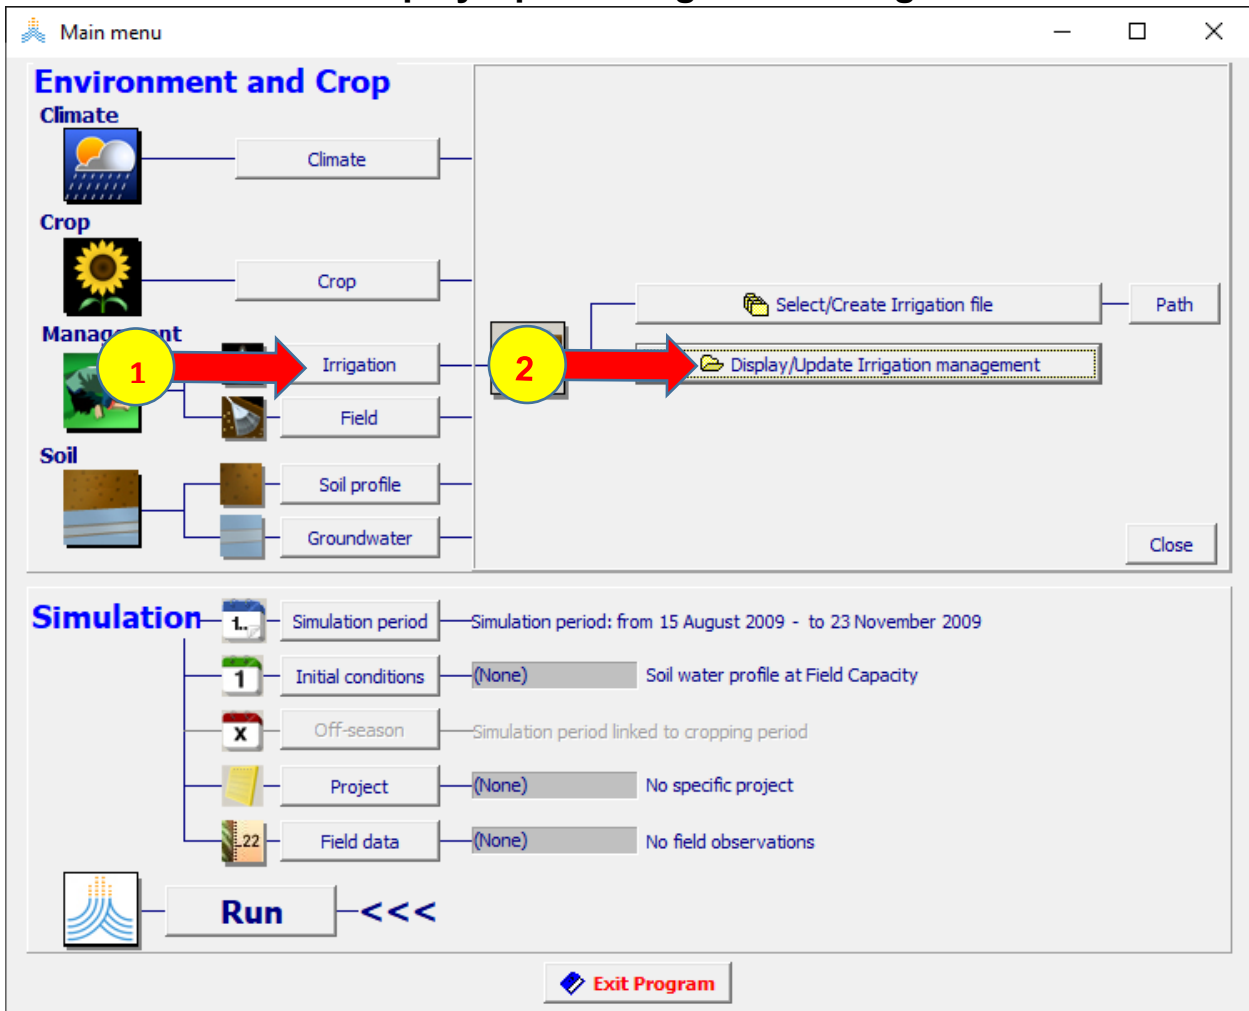 Main menu
Environment and Crop
Climate
Climate
Crop
Crop
Select/Create Irrigation file
Path
Management
1
Irrigation
2
Display/Update Irrigation management
Field
Soil
Soil profile
Groundwater
Close
Simulation
1..
Simulation period
Simulation period: from 15 August 2009 - to 23 November 2009
1
Initial conditions
(None)
Soil water profile at Field Capacity
X
Off-season
Simulation period linked to cropping period
Project
(None)
No specific project
..22
Field data
(None)
No field observations
Run
<<<
Exit Program